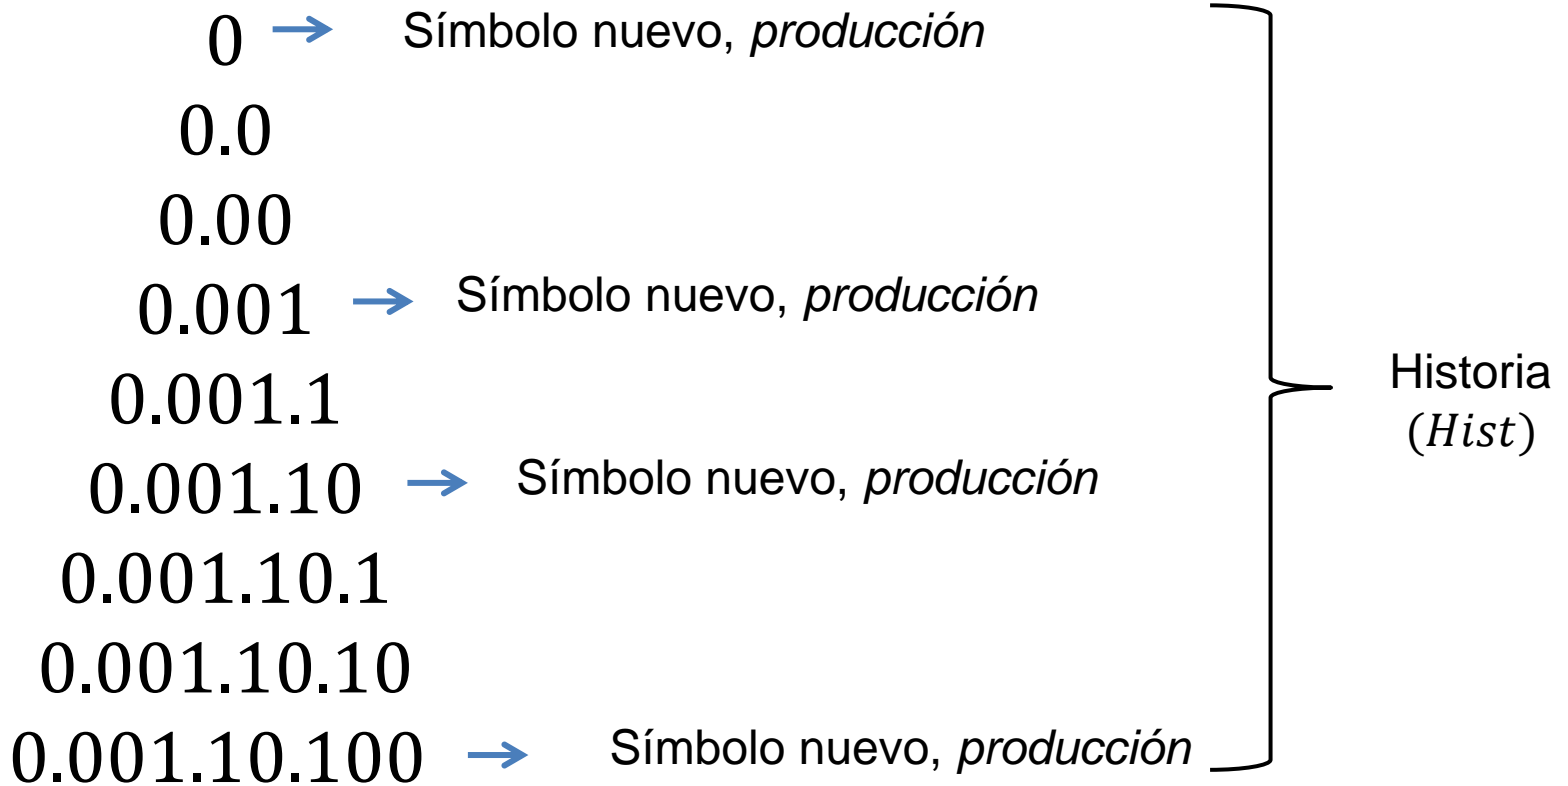 0 → Símbolo nuevo, producción
0.0
0.00
0.001 → Símbolo nuevo, producción
0.001.1
0.001.10 → Símbolo nuevo, producción
0.001.10.1
0.001.10.10
0.001.10.100 → Símbolo nuevo, producción
Historia
(Hist)